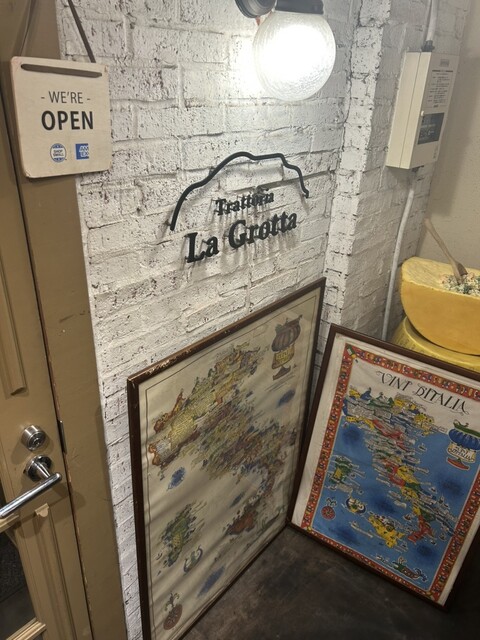 - WE'RE -
OPEN
Trattoria
La Grotta
VINI D'ITALIA